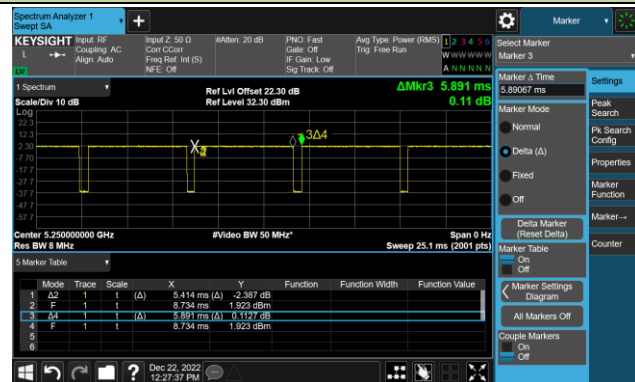 Spectrum Analyzer 1
Swept SA
Marker
KEYSIGHT
Input: RF
Coupling: AC
Align: Auto
Input Z: 50 Ω
Corr CCorr
Freq Ref: Int (S)
NFE: Off
#Atten: 20 dB
PNO: Fast
Gate: Off
IF Gain: Low
Sig Track: Off
Avg Type: Power (RMS)
Trig: Free Run
1 2 3 4 5 6
W W W W W W
A N N N N N
Select Marker
Marker 3
LXI
1 Spectrum
Scale/Div 10 dB
Ref Lvl Offset 22.30 dB
Ref Level 32.30 dBm
ΔMkr3 5.891 ms
0.11 dB
Log
22.3
12.3
2.30
-7.70
-17.7
-27.7
-37.7
-47.7
-57.7
3Δ4
Center 5.250000000 GHz
Res BW 8 MHz
#Video BW 50 MHz*
Span 0 Hz
Sweep 25.1 ms (2001 pts)
5 Marker Table
Mode Trace Scale X Y Function Function Width Function Value
1 Δ2 1 t (Δ) 5.414 ms (Δ) -2.387 dB
2 F 1 t 8.734 ms 1.923 dBm
3 Δ4 1 t (Δ) 5.891 ms (Δ) 0.1127 dB
4 F 1 t 8.734 ms 1.923 dBm
5
6
Marker Δ Time
5.89067 ms
Marker Mode
Normal
Delta (Δ)
Fixed
Off
Delta Marker
(Reset Delta)
Marker Table
On
Off
Marker Settings
Diagram
All Markers Off
Couple Markers
On
Off
Settings
Peak
Search
Pk Search
Config
Properties
Marker
Function
Marker→
Counter
?
Dec 22, 2022
12:27:37 PM